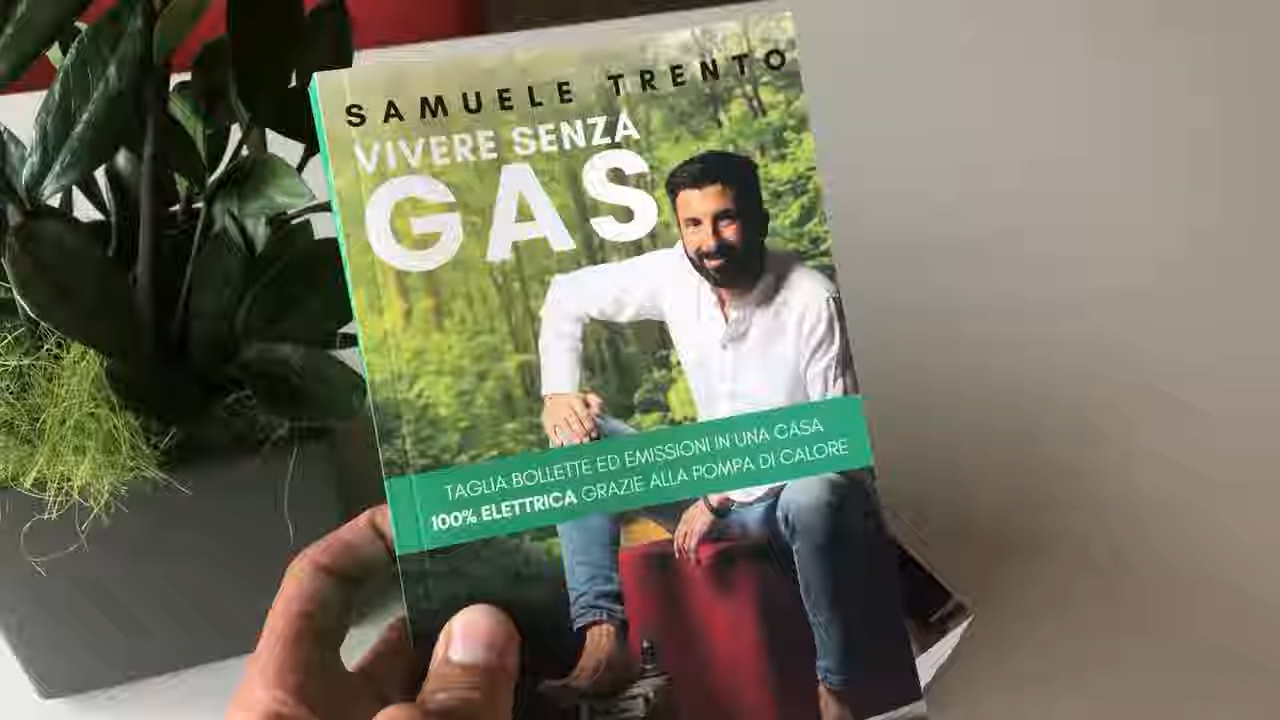 SAMUELE TRENTO
VIVERE SENZA
GAS
TAGLIA BOLLETTE ED EMISSIONI IN UNA CASA
100% ELETTRICA GRAZIE ALLA POMPA DI CALORE